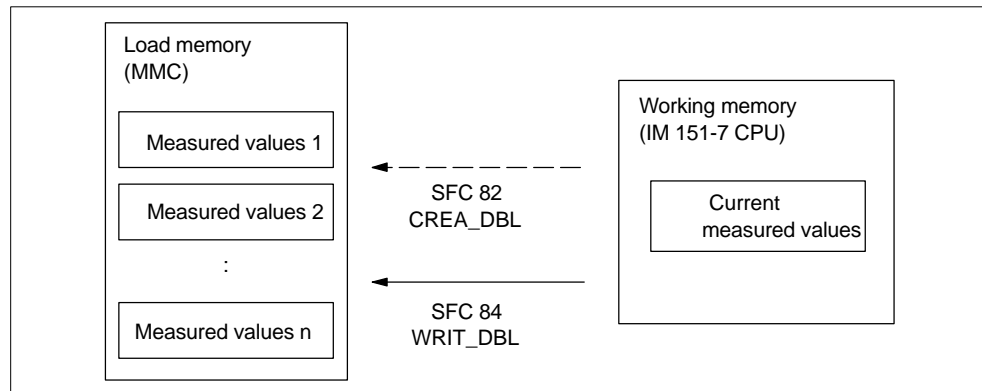 Load memory
(MMC)
Measured values 1
Measured values 2
:
Measured values n
SFC 82
CREA_DBL
SFC 84
WRIT_DBL
Working memory
(IM 151-7 CPU)
Current
measured values